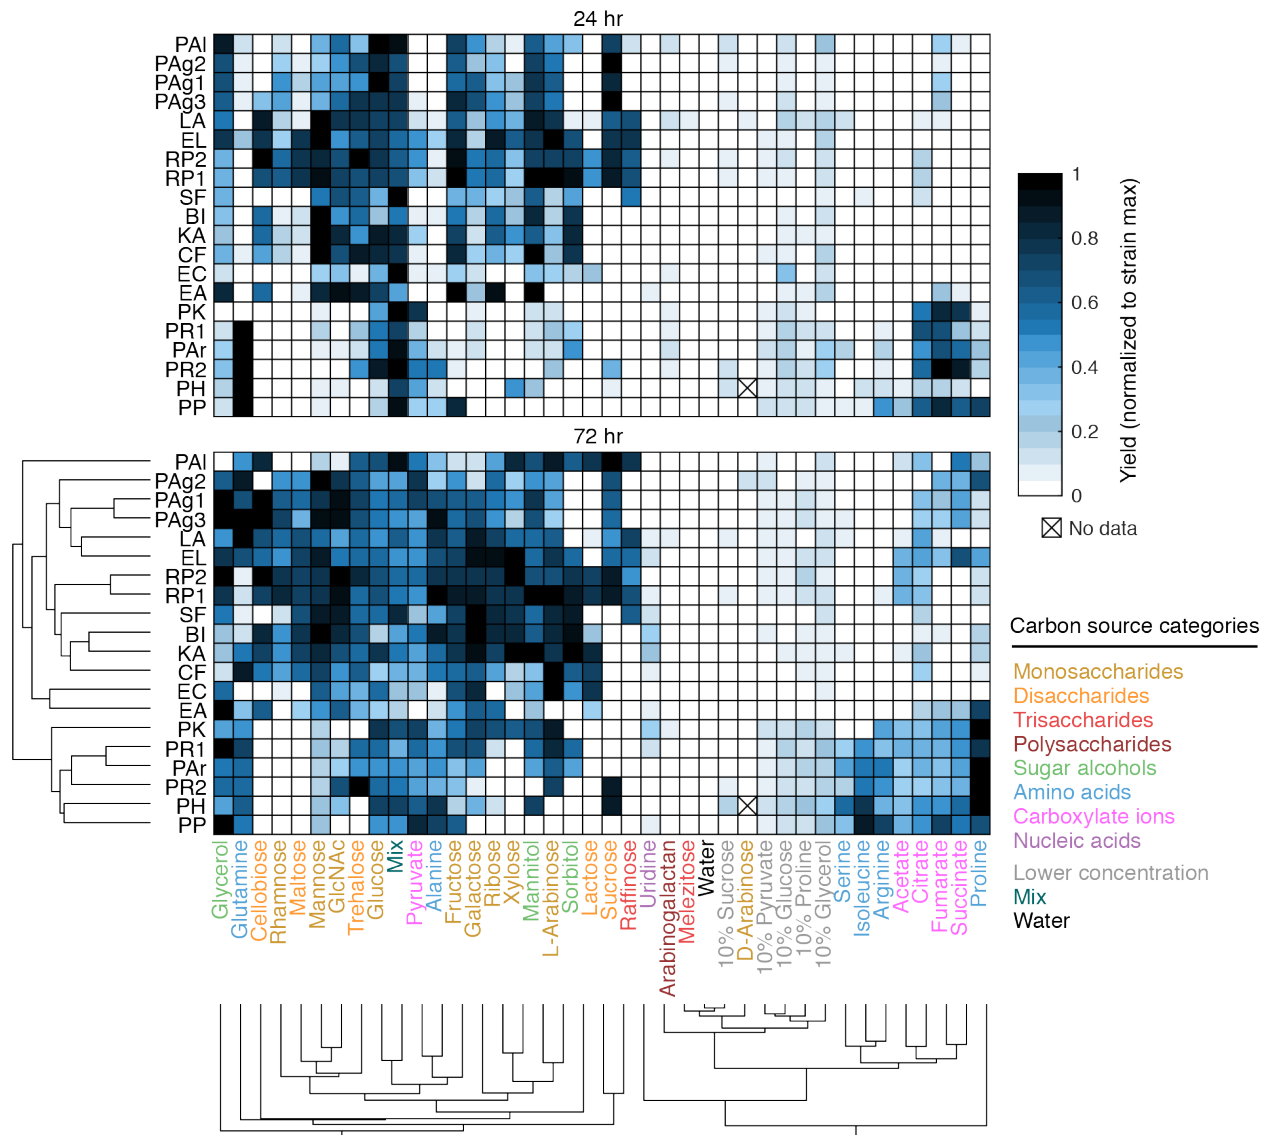 24 hr
PAl
PAg2
PAg1
PAg3
LA
EL
RP2
RP1
SF
BI
KA
CF
EC
EA
PK
PR1
PAr
PR2
PH
PP
1
0.8
0.6
0.4
0.2
0
Yield (normalized to strain max)
No data
72 hr
PAl
PAg2
PAg1
PAg3
LA
EL
RP2
RP1
SF
BI
KA
CF
EC
EA
PK
PR1
PAr
PR2
PH
PP
Glycerol
Glutamine
Cellobiose
Rhamnose
Maltose
Mannose
GlcNAc
Trehalose
Glucose
Mix
Pyruvate
Alanine
Fructose
Galactose
Ribose
Xylose
Mannitol
L-Arabinose
Sorbitol
Lactose
Sucrose
Raffinose
Uridine
Arabinogalactan
Melezitose
Water
10% Sucrose
D-Arabinose
10% Pyruvate
10% Glucose
10% Proline
10% Glycerol
Serine
Isoleucine
Arginine
Acetate
Citrate
Fumarate
Succinate
Proline
Carbon source categories
Monosaccharides
Disaccharides
Trisaccharides
Polysaccharides
Sugar alcohols
Amino acids
Carboxylate ions
Nucleic acids
Lower concentration
Mix
Water